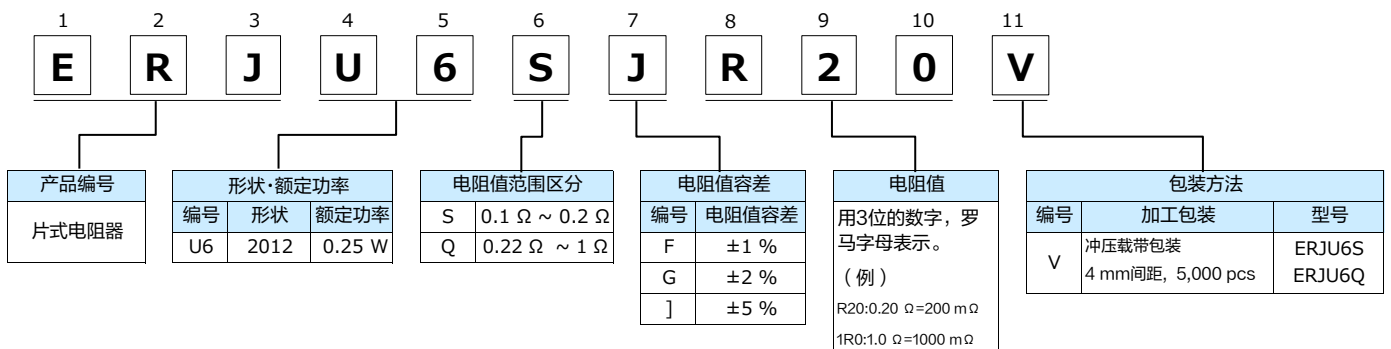 1 2 3 4 5 6 7 8 9 10 11
E R J U 6 S J R 2 0 V
产品编号
片式电阻器
形状·额定功率
编号 形状 额定功率
U6 2012 0.25 W
电阻值范围区分
S 0.1 Ω ~ 0.2 Ω
Q 0.22 Ω ~ 1 Ω
电阻值容差
编号 电阻值容差
F ±1 %
G ±2 %
] ±5 %
电阻值
用3位的数字，罗
马字母表示。
（例）
R20:0.20 Ω=200 mΩ
1R0:1.0 Ω=1000 mΩ
包装方法
编号 加工包装 型号
V 冲压载带包装 ERJU6S
4 mm间距，5,000 pcs ERJU6Q